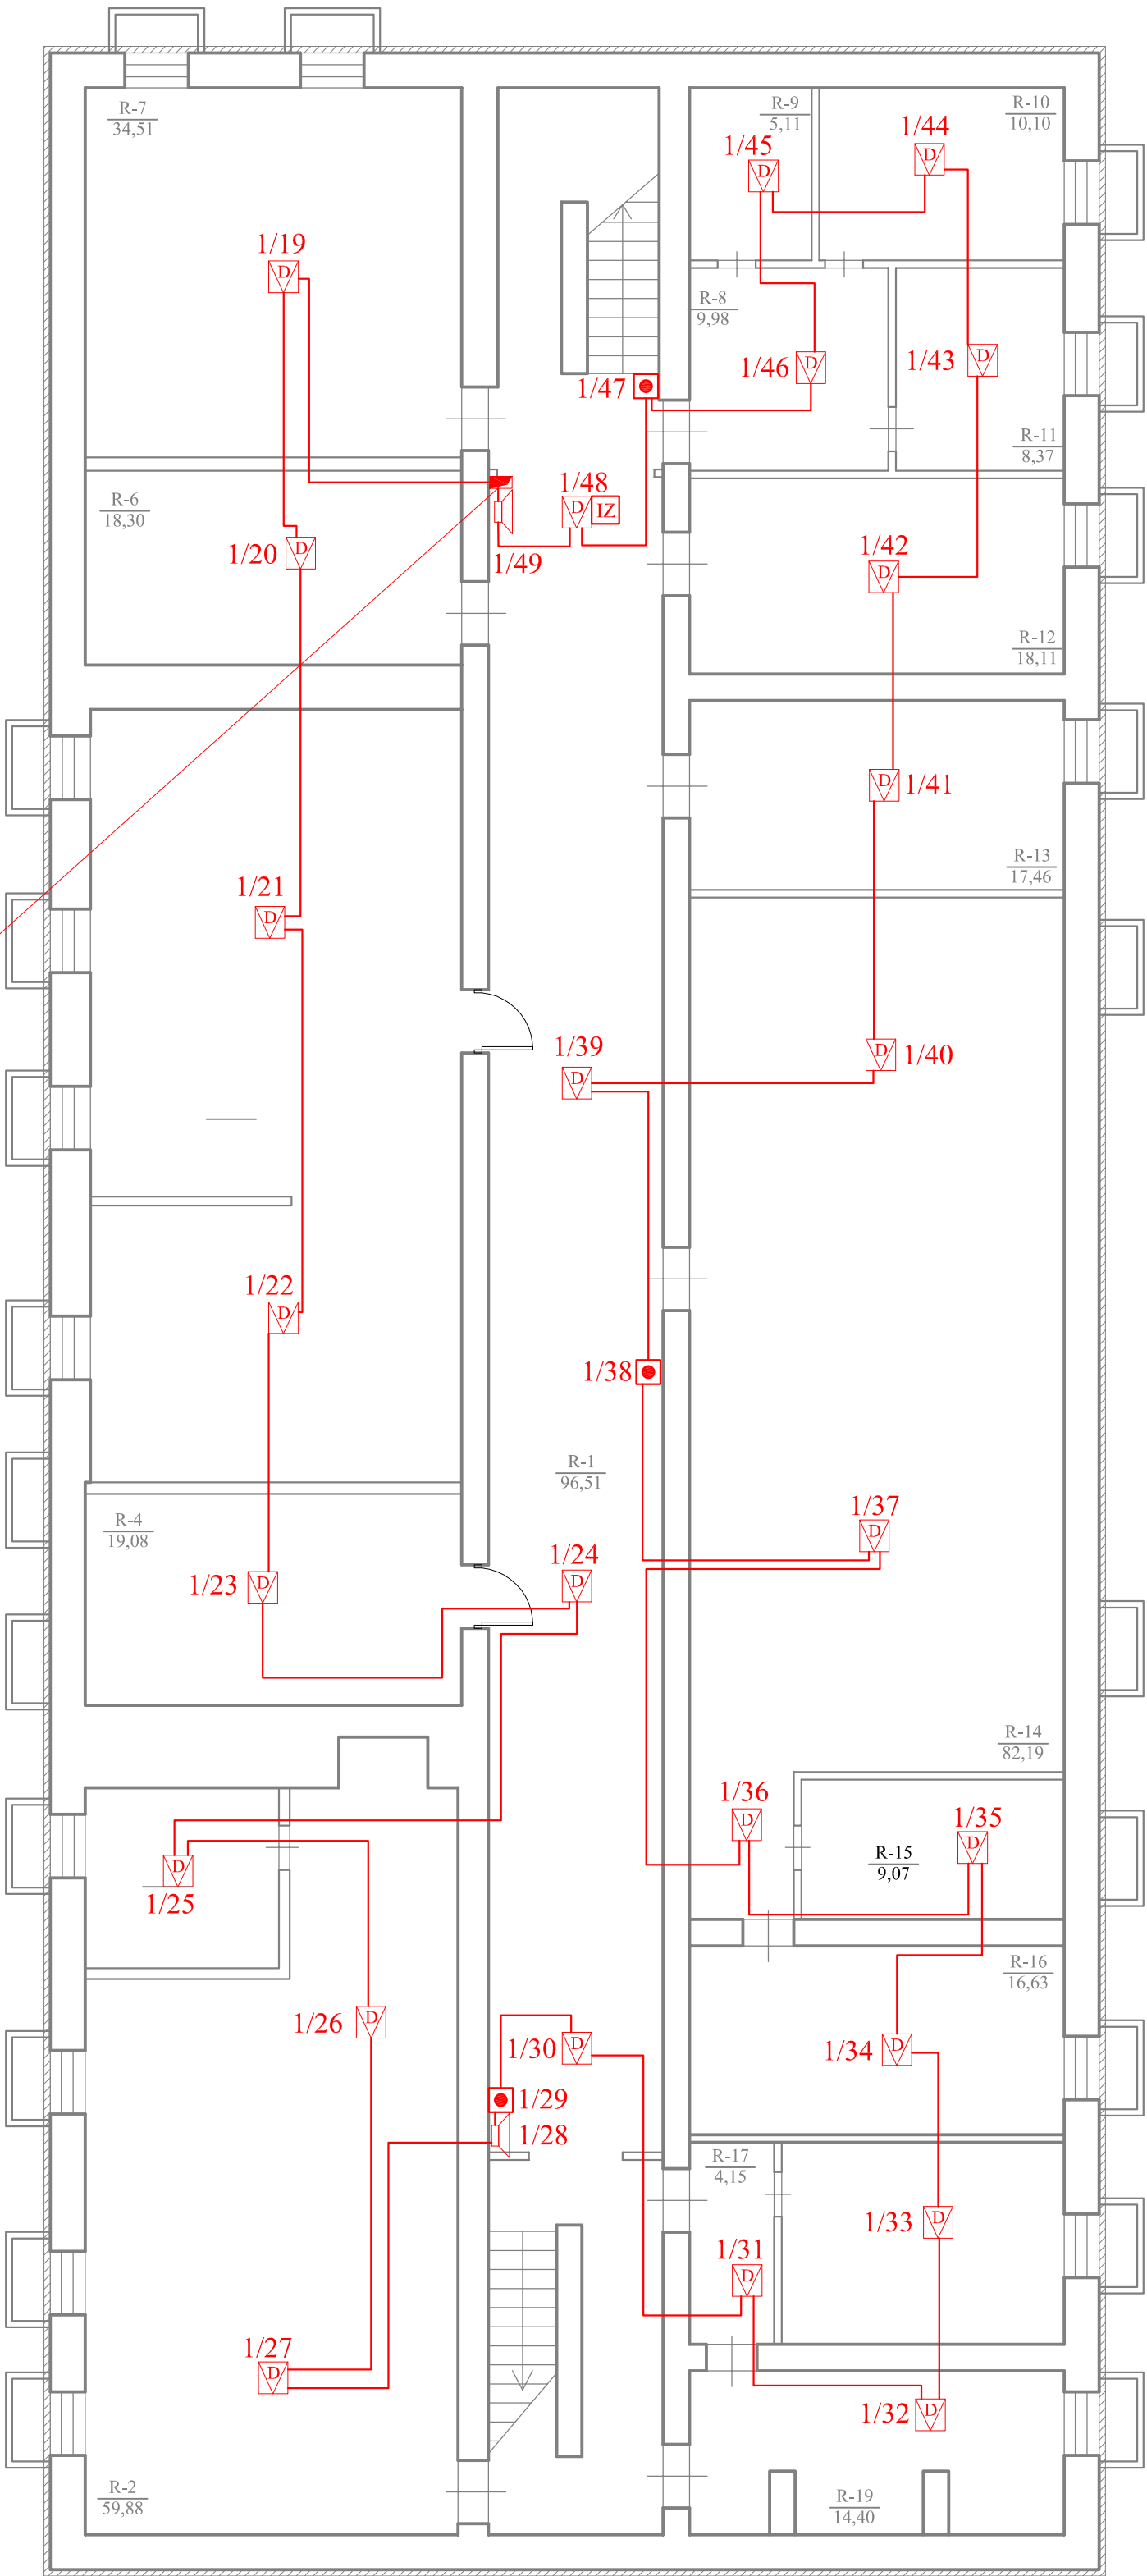 R-7
34,51
R-9
5,11
R-10
10,10
1/45
D
1/44
D
1/19
D
R-8
9,98
1/46
D
1/43
D
1/47
R-11
8,37
R-6
18,30
1/48
D
IZ
1/49
1/20
D
1/42
D
R-12
18,11
1/41
D
R-13
17,46
1/21
D
1/39
D
1/40
D
1/22
D
1/38
R-1
96,51
R-4
19,08
1/37
D
1/23
D
1/24
D
R-14
82,19
1/36
D
1/35
D
R-15
9,07
D
1/25
R-16
16,63
1/26
D
1/30
D
1/34
D
1/29
1/28
R-17
4,15
1/33
D
1/31
D
1/27
D
1/32
D
R-2
59,88
R-19
14,40